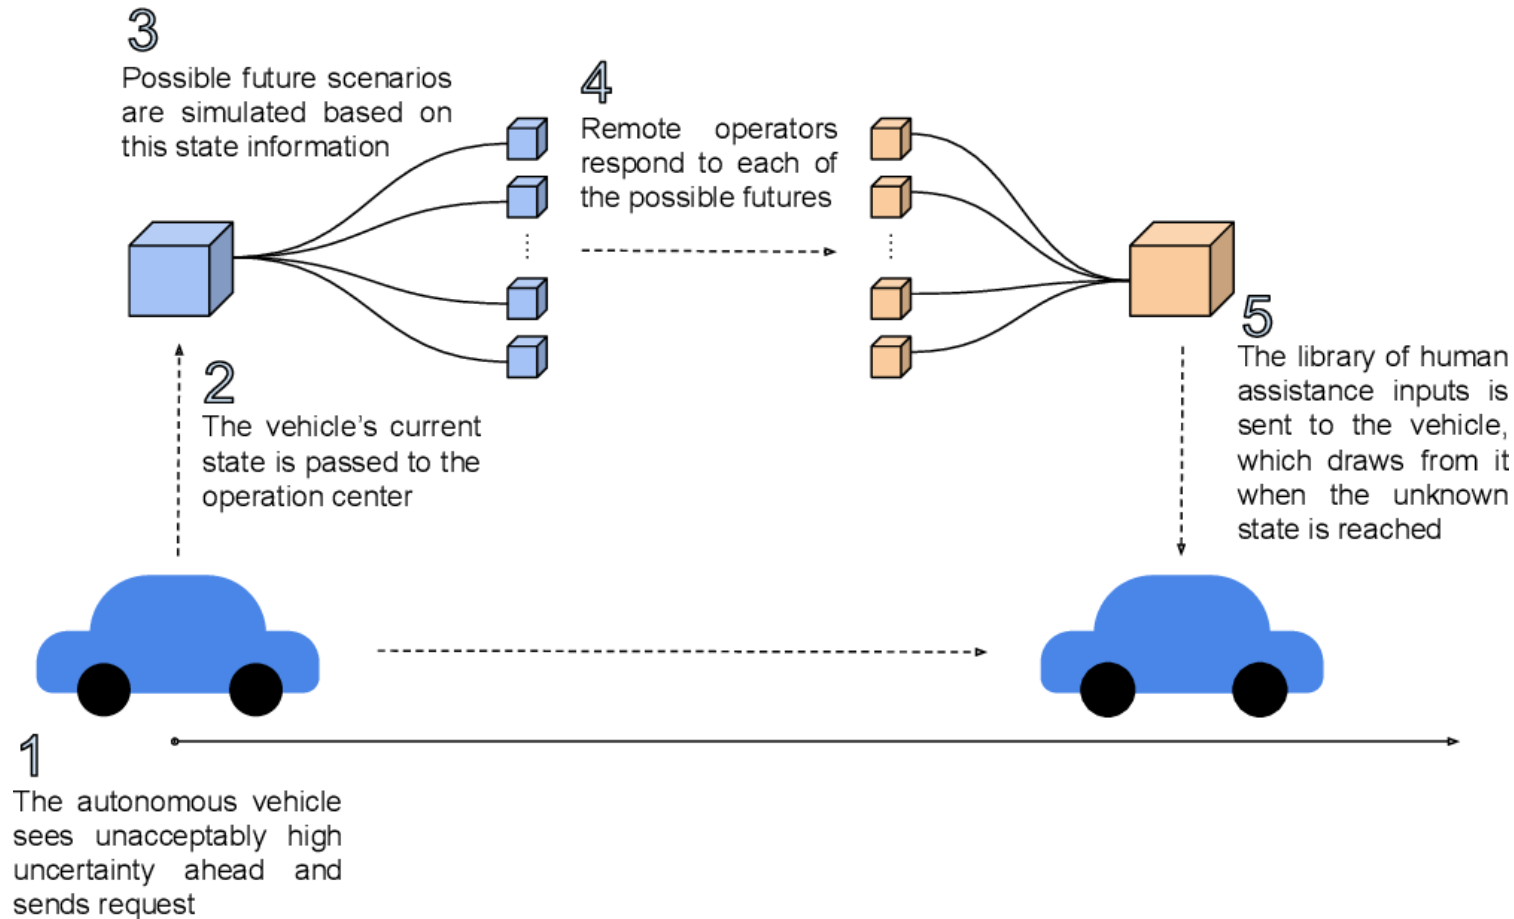 1
The autonomous vehicle
sees unacceptably high
uncertainty ahead and
sends request
2
The vehicle's current
state is passed to the
operation center
3
Possible future scenarios
are simulated based on
this state information
4
Remote operators
respond to each of
the possible futures
5
The library of human
assistance inputs is
sent to the vehicle,
which draws from it
when the unknown
state is reached